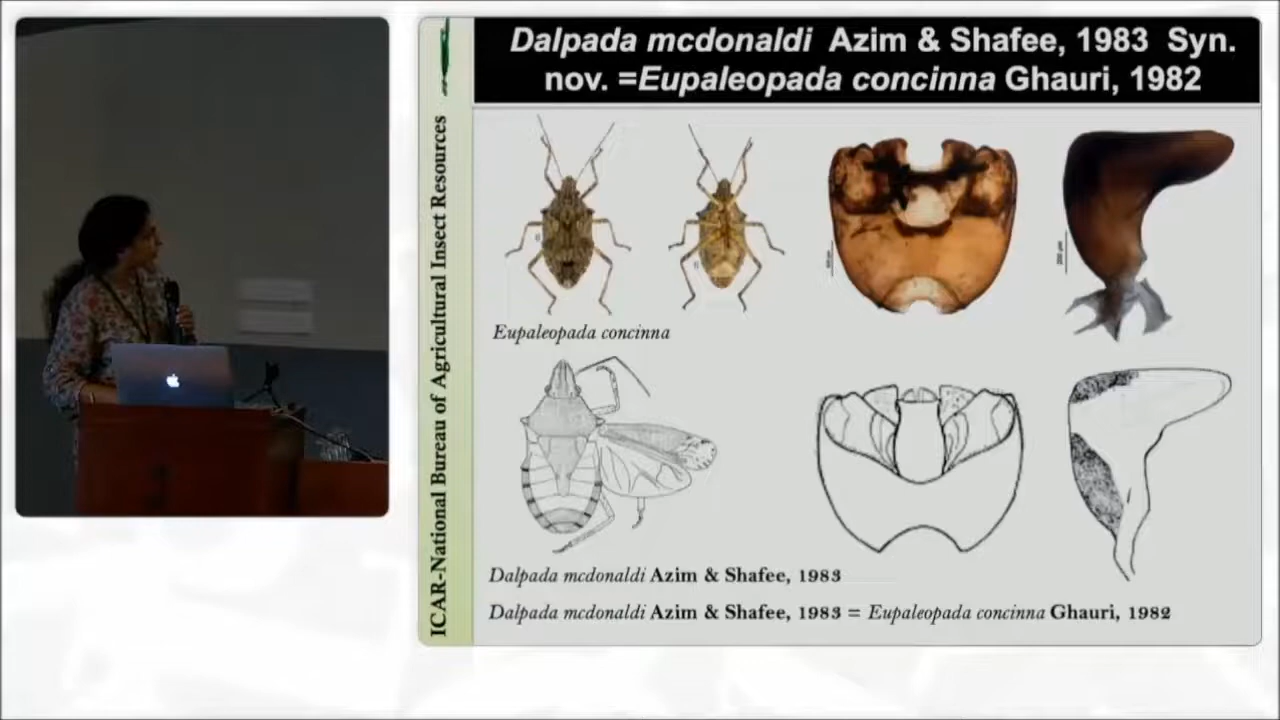 Dalpada mcdonaldi Azim & Shafee, 1983 Syn.
nov. =Eupaleopada concinna Ghauri, 1982
ICAR-National Bureau of Agricultural Insect Resources
Eupaleopada concinna
Dalpada mcdonaldi Azim & Shafee, 1983
Dalpada mcdonaldi Azim & Shafee, 1983 = Eupaleopada concinna Ghauri, 1982